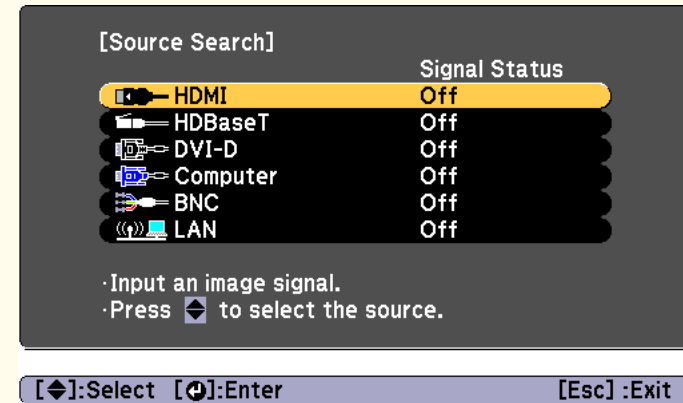 [Source Search]
Signal Status
HDMI Off
HDBaseT Off
DVI-D Off
Computer Off
BNC Off
LAN Off
·Input an image signal.
·Press to select the source.
[]:Select []:Enter [Esc] :Exit